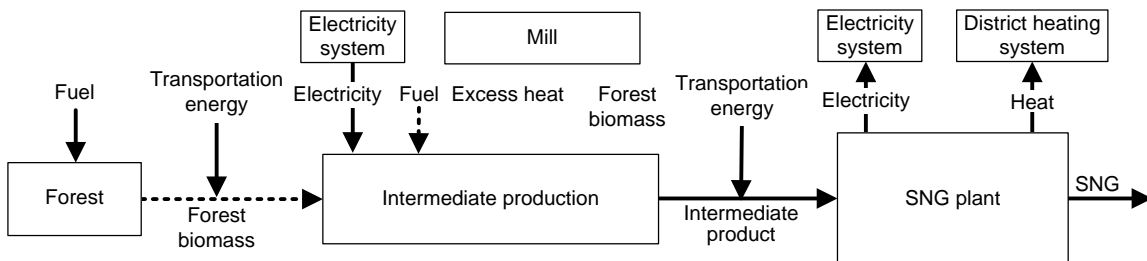 Electricity
system
Mill
Electricity
system
District heating
system
Fuel
Transportation
energy
Electricity
Fuel
Excess heat
Forest
biomass
Transportation
energy
Electricity
Heat
Forest
Forest
biomass
Intermediate production
Intermediate
product
SNG plant
SNG